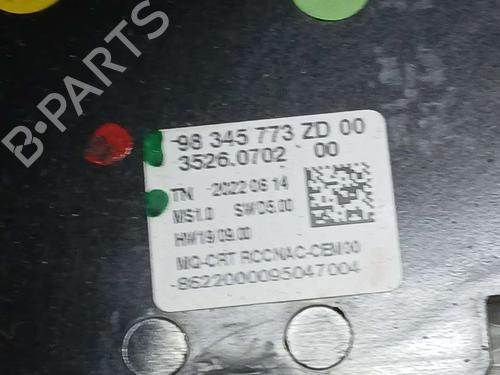 B-PARTS
98 345 773 ZD 00
3526.0702 00
TN 2022 06 14
MS1.0 SW05.00
HW19/09.00
MQ-CRT RCCNAC-CEM00
-8622000095047004